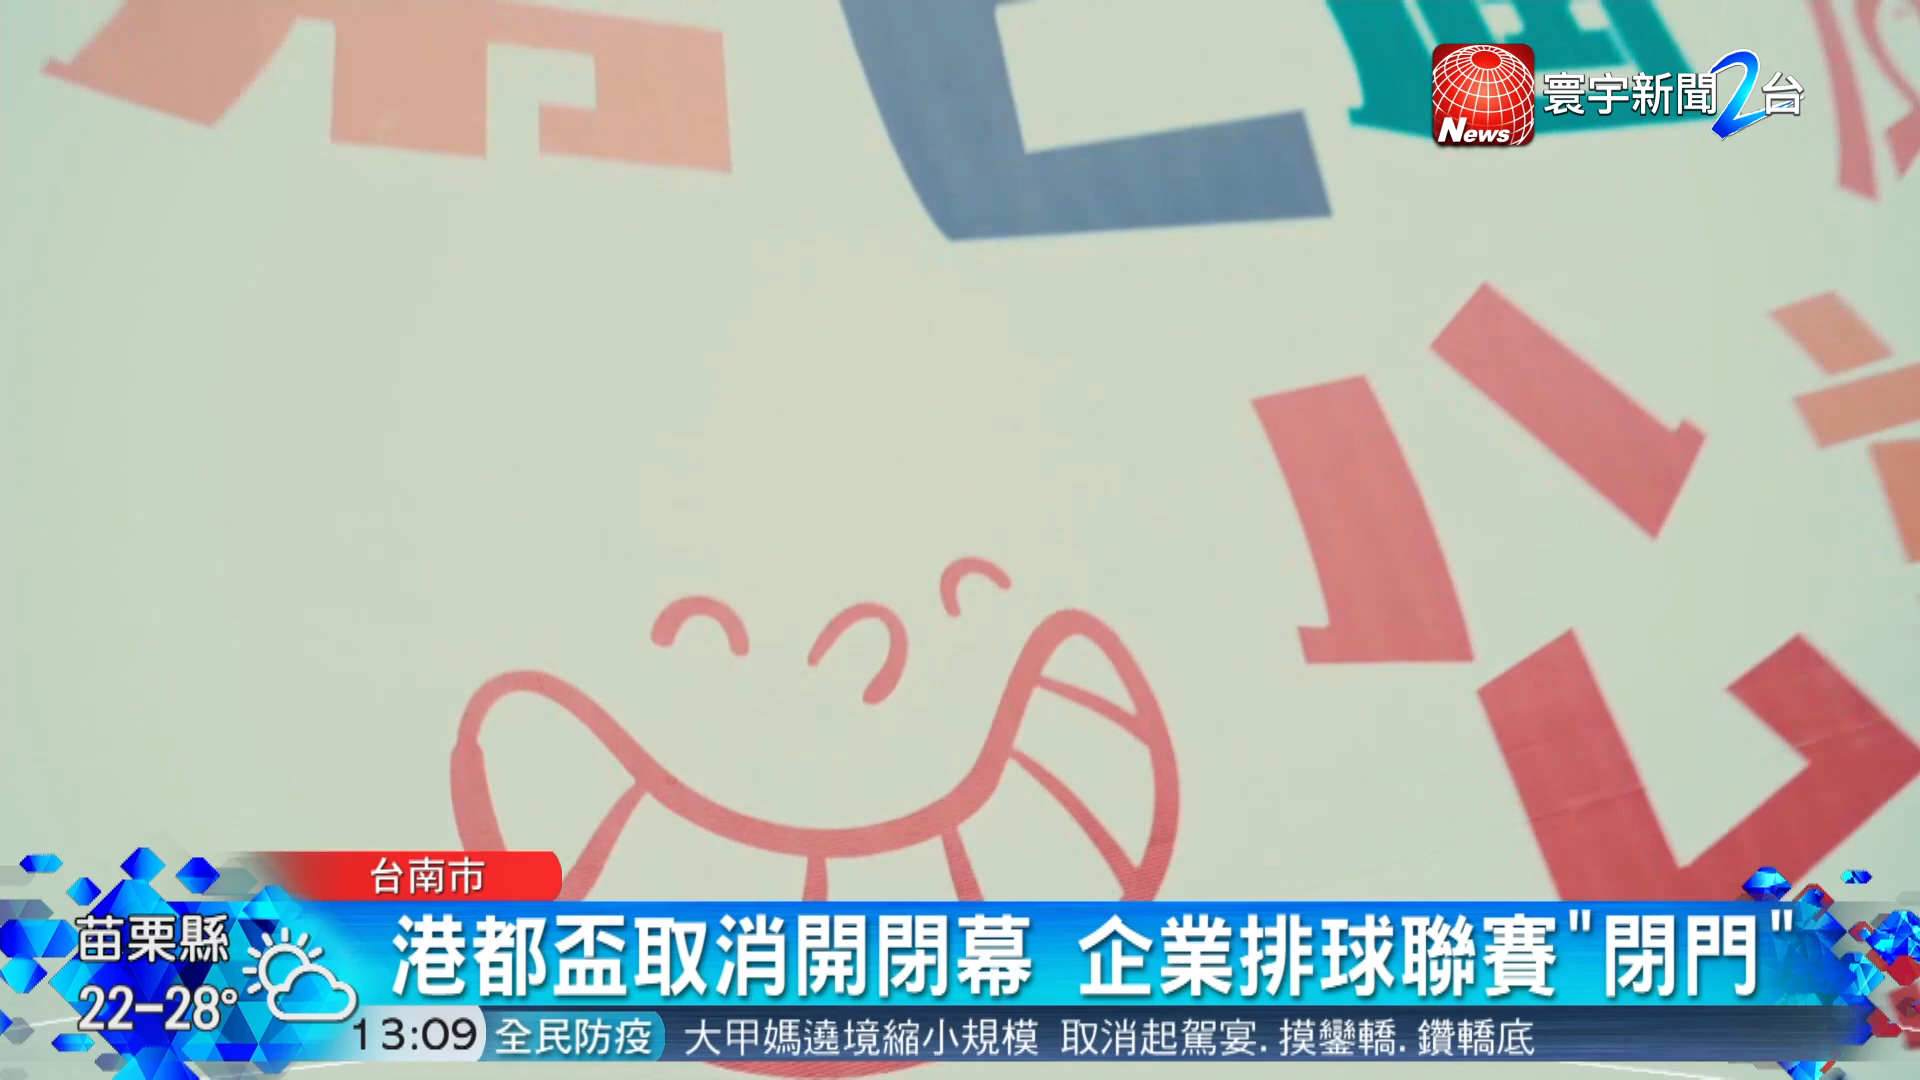 News 寰宇新聞2台
台南市
苗栗縣
22-28°
港都盃取消開閉幕 企業排球聯賽"閉門"
13:09 全民防疫 大甲媽遶境縮小規模 取消起駕宴.摸鑾轎.鑽轎底